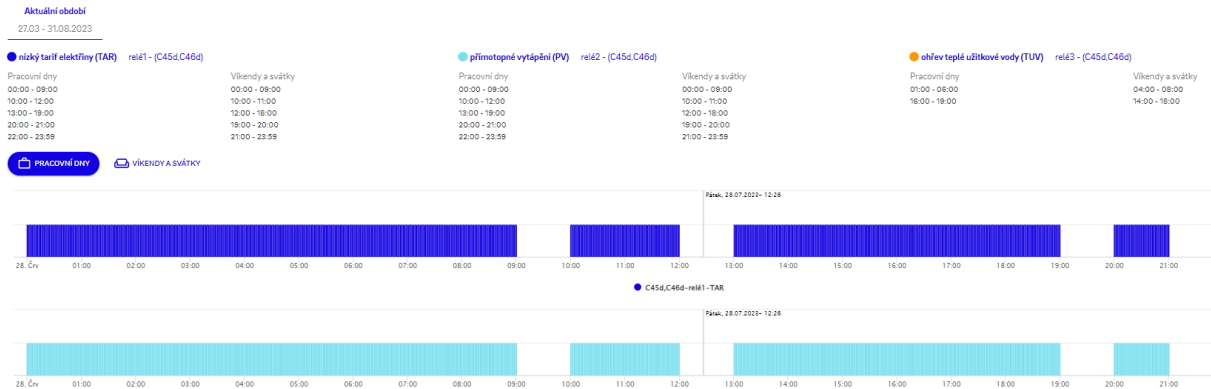 Aktuální období
27.03 - 31.08.2023
nízký tarif elektřiny (TAR) relé1 - (C45d,C46d)
přímotopné vytápění (PV) relé2 - (C45d,C46d)
ohřev teplé užitkové vody (TUV) relé3 - (C45d,C46d)
Pracovní dny Víkendy a svátky Pracovní dny Víkendy a svátky Pracovní dny Víkendy a svátky
00:00 - 09:00 00:00 - 09:00 00:00 - 09:00 00:00 - 09:00 01:00 - 06:00 04:00 - 08:00
10:00 - 12:00 10:00 - 11:00 10:00 - 12:00 10:00 - 11:00 16:00 - 19:00 14:00 - 18:00
13:00 - 19:00 12:00 - 18:00 13:00 - 19:00 12:00 - 18:00
20:00 - 21:00 19:00 - 20:00 20:00 - 21:00 19:00 - 20:00
22:00 - 23:59 21:00 - 23:59 22:00 - 23:59 21:00 - 23:59
PRACOVNÍ DNY VÍKENDY A SVÁTKY
Pátek, 28.07.2023- 12:26
28. Črv 01:00 02:00 03:00 04:00 05:00 06:00 07:00 08:00 09:00 10:00 11:00 12:00 13:00 14:00 15:00 16:00 17:00 18:00 19:00 20:00 21:00
C45d,C46d-relé1-TAR
Pátek, 28.07.2023- 12:26
28. Črv 01:00 02:00 03:00 04:00 05:00 06:00 07:00 08:00 09:00 10:00 11:00 12:00 13:00 14:00 15:00 16:00 17:00 18:00 19:00 20:00 21:00